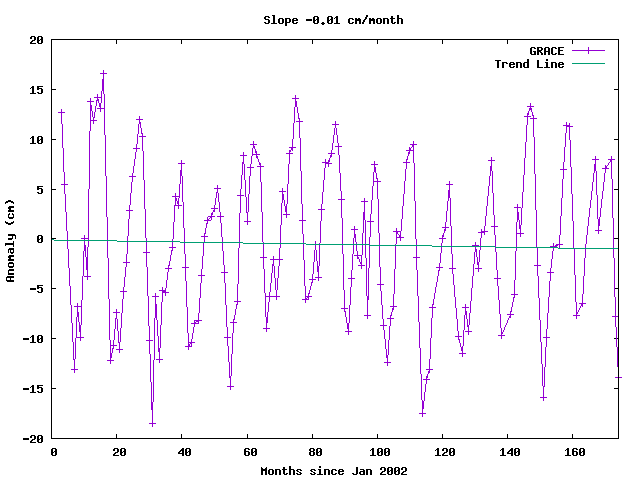 Slope -0.01 cm/month
GRACE
Trend Line
Anomaly (cm)
20
15
10
5
0
-5
-10
-15
-20
0 20 40 60 80 100 120 140 160
Months since Jan 2002